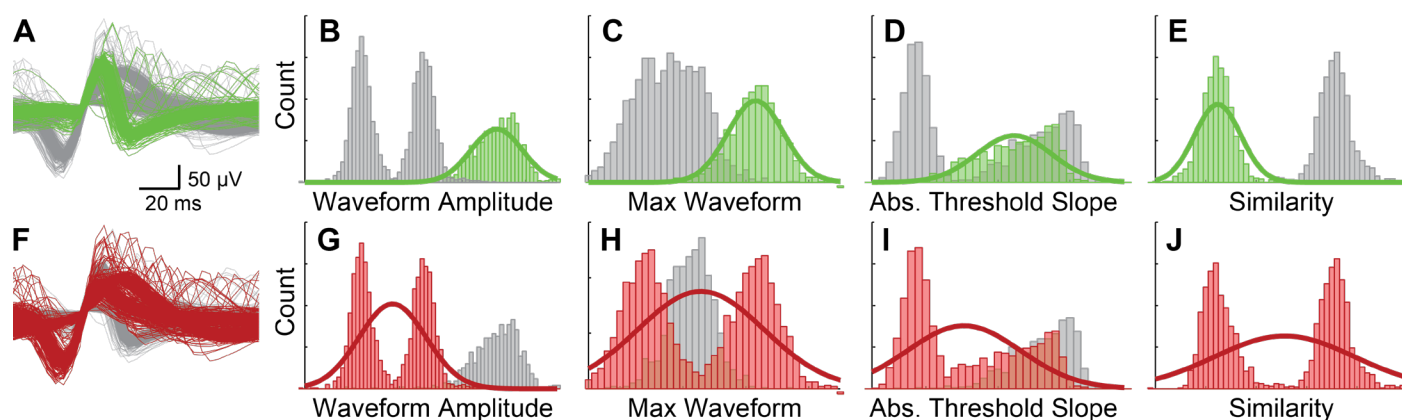 A B C D E
Count
50 µV
20 ms
Waveform Amplitude Max Waveform Abs. Threshold Slope Similarity
F G H I J
Count
Waveform Amplitude Max Waveform Abs. Threshold Slope Similarity